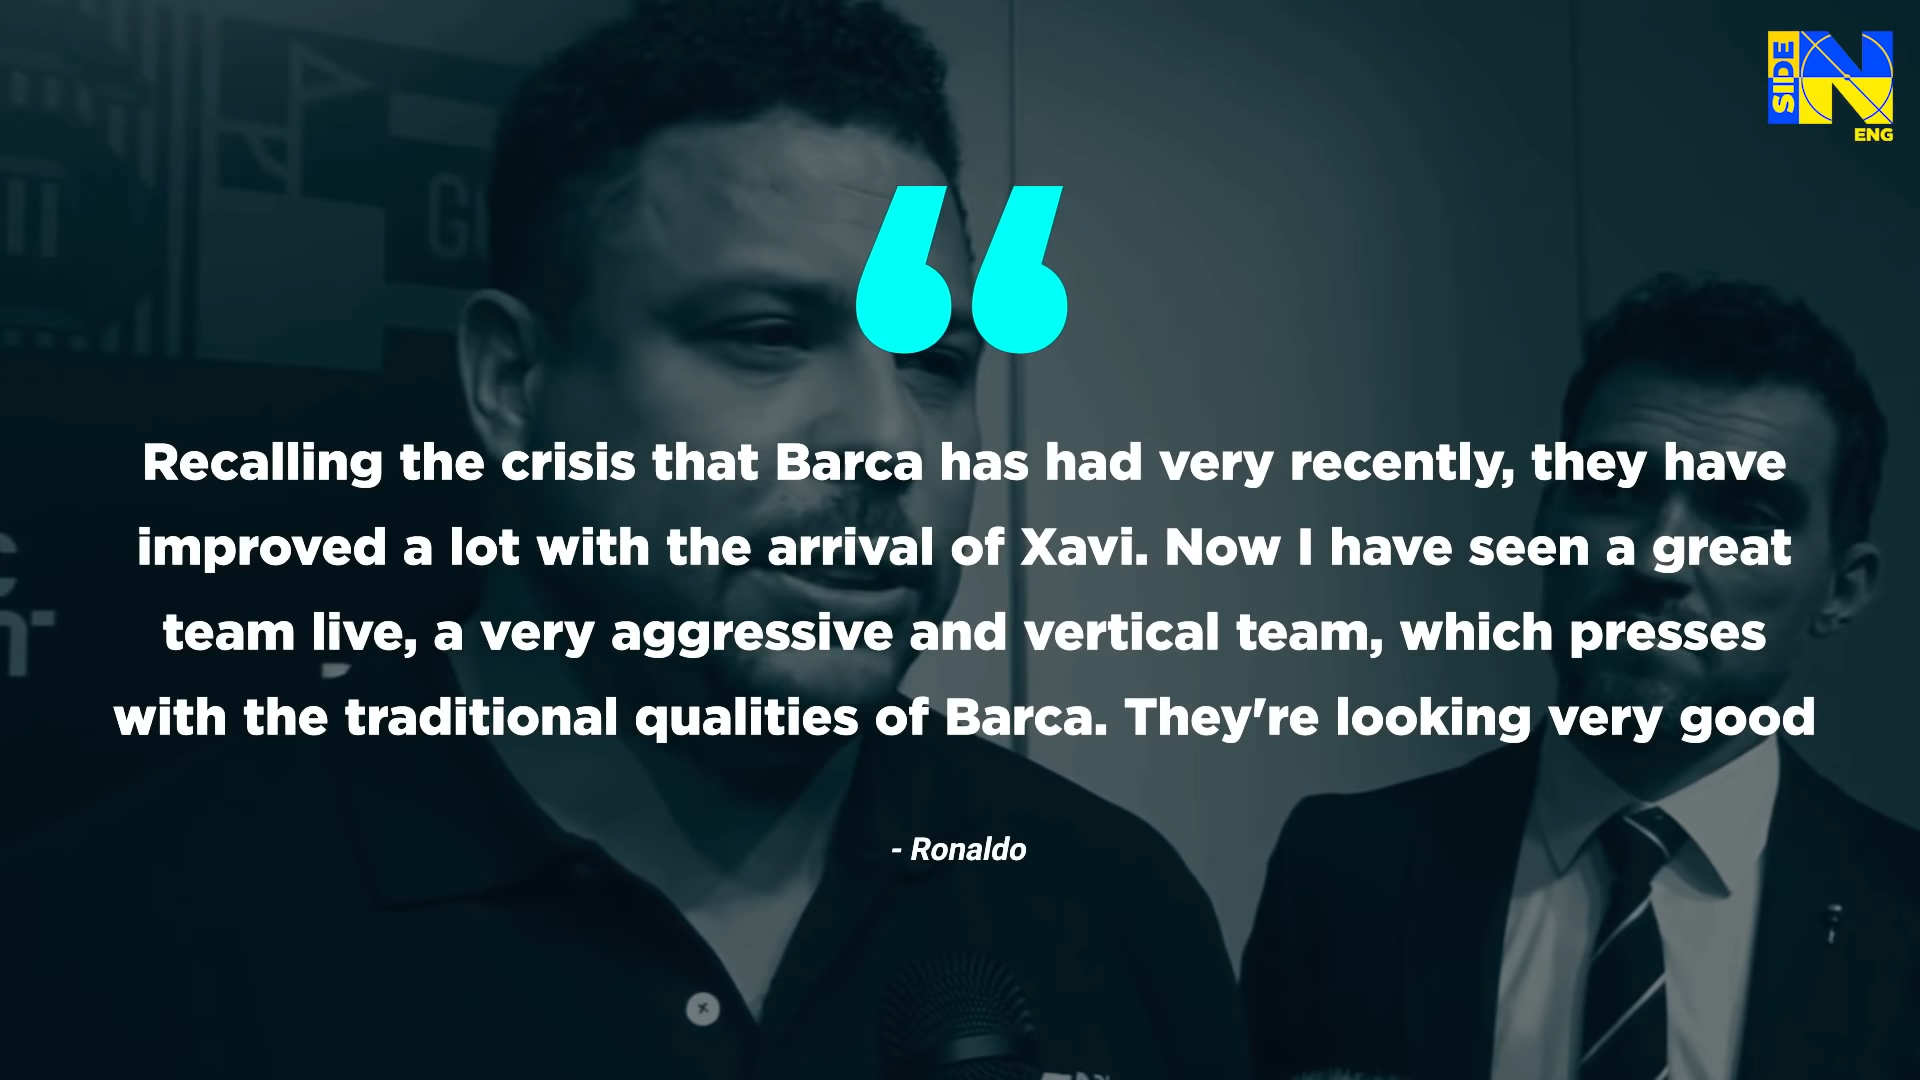 SIDE
N
ENG
“
Recalling the crisis that Barca has had very recently, they have
improved a lot with the arrival of Xavi. Now I have seen a great
team live, a very aggressive and vertical team, which presses
with the traditional qualities of Barca. They're looking very good
- Ronaldo